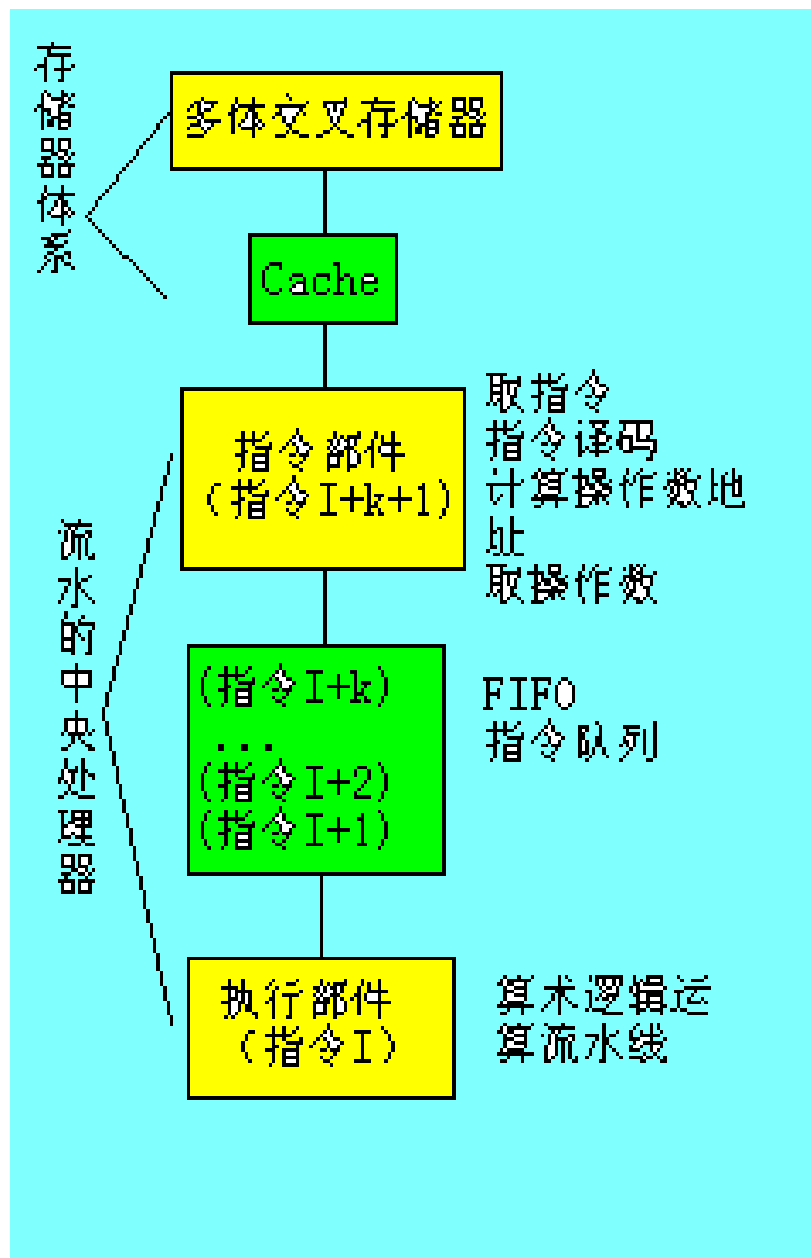 存储器体系
多体交叉存储器
Cache
流水的中央处理器
指令部件
(指令I+k+1)
取指令
指令译码
计算操作数地
址
取操作数
(指令I+k)
...
(指令I+2)
(指令I+1)
FIFO
指令队列
执行部件
(指令I)
算术逻辑运
算流水线